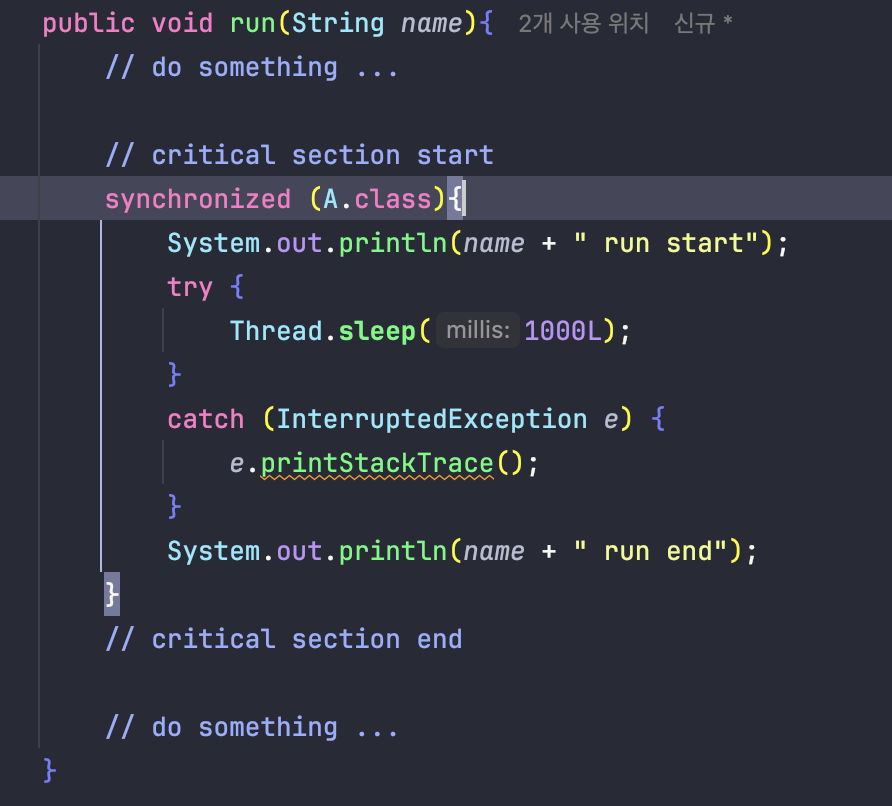 public void run(String name){ 2개 사용 위치 신규 *
// do something ...
// critical section start
synchronized (A.class){
System.out.println(name + " run start");
try {
Thread.sleep( millis: 1000L);
}
catch (InterruptedException e) {
e.printStackTrace();
}
System.out.println(name + " run end");
}
// critical section end
// do something ...
}